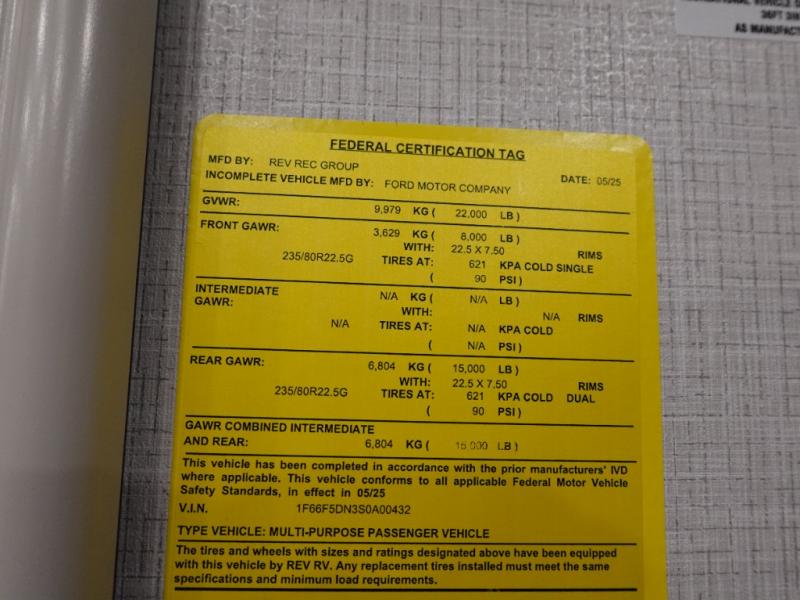 36FT
AS
FEDERAL CERTIFICATION TAG
MFD BY: REV REC GROUP DATE: 05/25
INCOMPLETE VEHICLE MFD BY: FORD MOTOR COMPANY
GVWR: 9,979 KG ( 22,000 LB )
FRONT GAWR: 3,629 KG ( 8,000 LB )
WITH: 22.5 X 7.50 RIMS
235/80R22.5G TIRES AT: 621 KPA COLD SINGLE
( 90 PSI )
INTERMEDIATE N/A KG ( N/A LB )
GAWR: WITH: N/A RIMS
N/A TIRES AT: N/A KPA COLD
( N/A PSI )
REAR GAWR: 6,804 KG ( 15,000 LB )
WITH: 22.5 X 7.50 RIMS
235/80R22.5G TIRES AT: 621 KPA COLD DUAL
( 90 PSI )
GAWR COMBINED INTERMEDIATE
AND REAR: 6,804 KG ( 15 000 LB )
This vehicle has been completed in accordance with the prior manufacturers' IVD
where applicable. This vehicle conforms to all applicable Federal Motor Vehicle
Safety Standards, in effect in 05/25
V.I.N. 1F66F5DN3S0A00432
TYPE VEHICLE: MULTI-PURPOSE PASSENGER VEHICLE
The tires and wheels with sizes and ratings designated above have been equipped
with this vehicle by REV RV. Any replacement tires installed must meet the same
specifications and minimum load requirements.